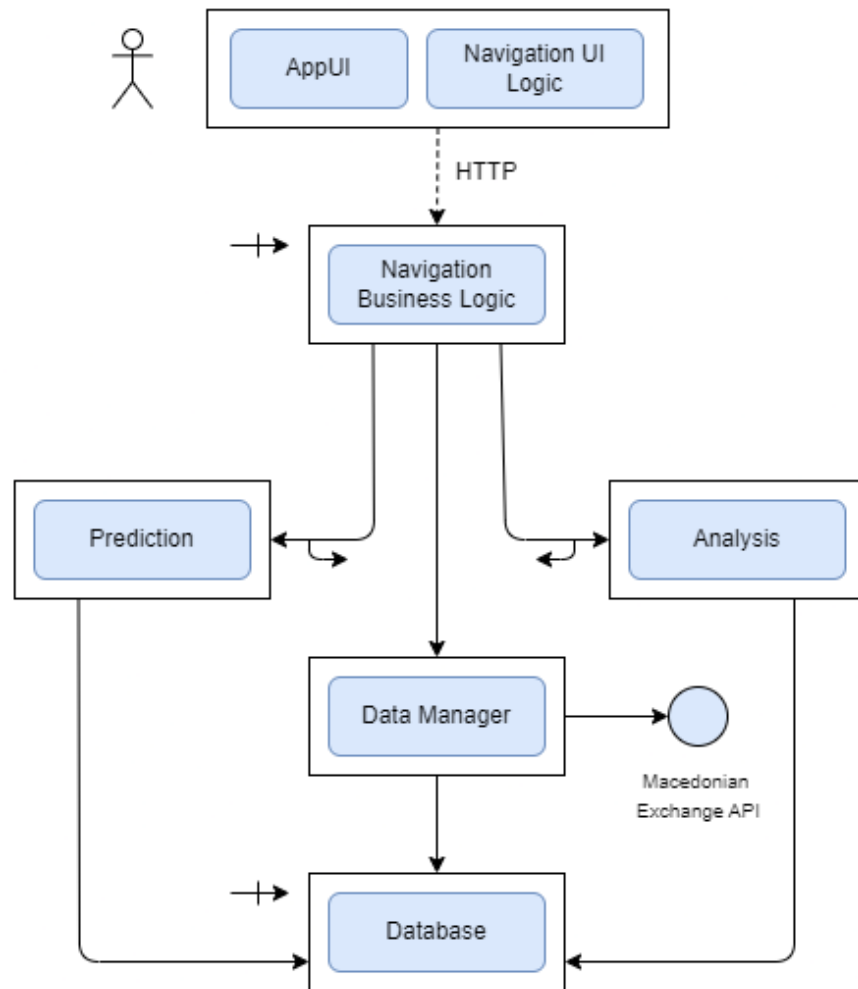 AppUI
Navigation UI
Logic
HTTP
Navigation
Business Logic
Prediction
Analysis
Data Manager
Macedonian
Exchange API
Database